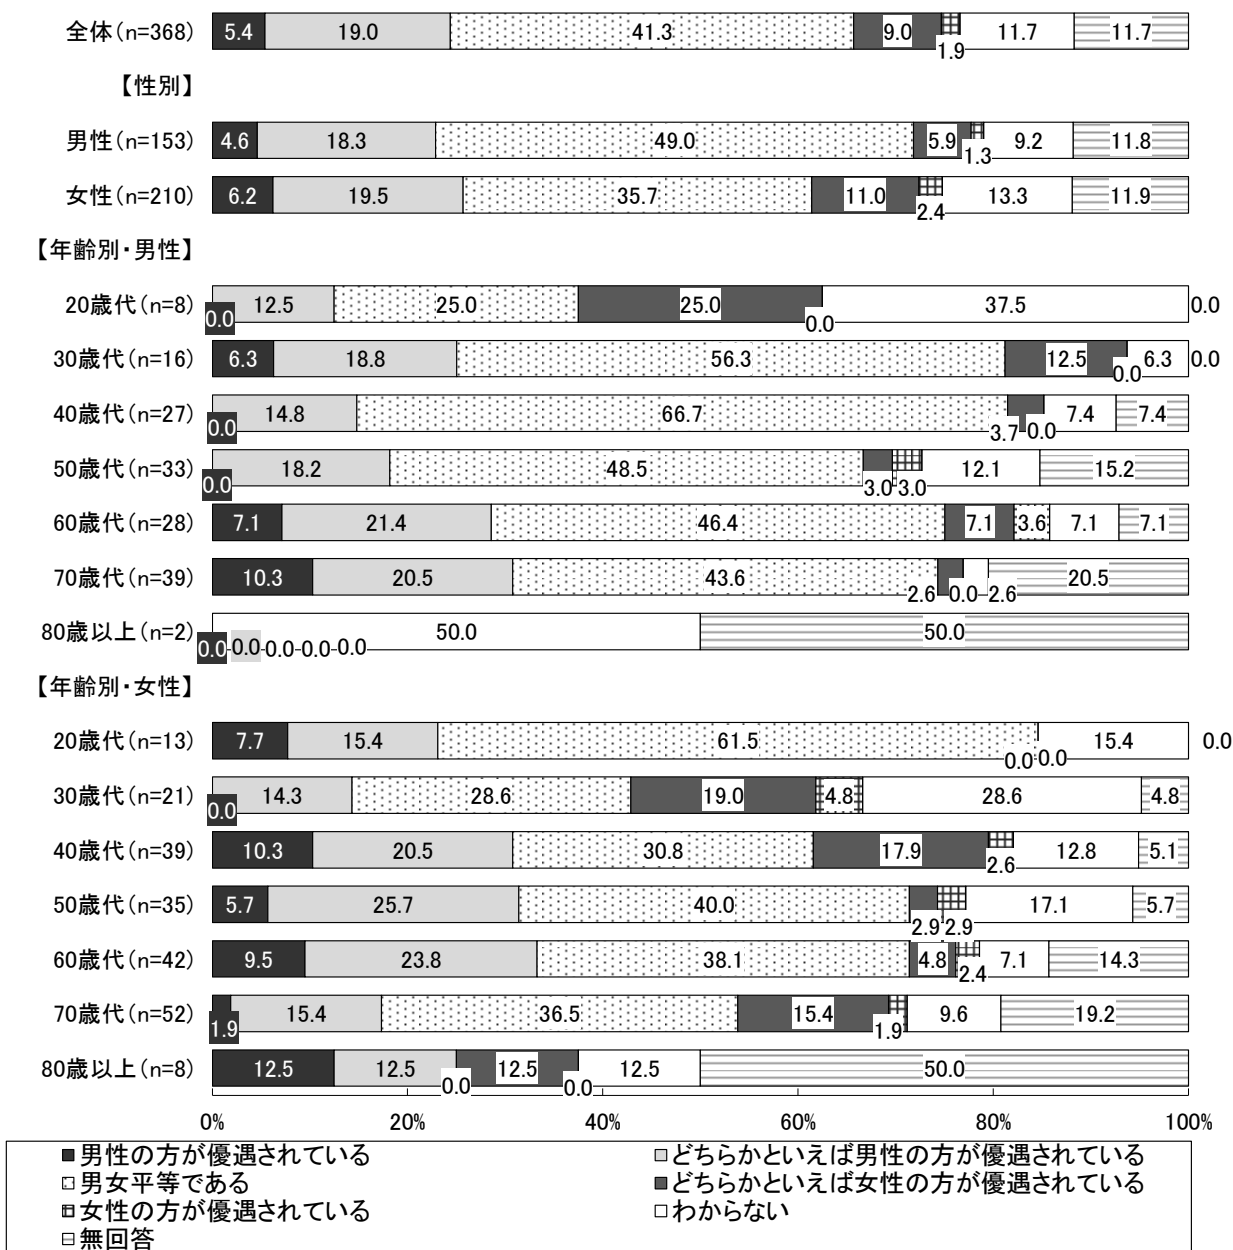 全体(n=368) 5.4 19.0 41.3 9.0 1.9 11.7 11.7
【性別】
男性(n=153) 4.6 18.3 49.0 5.9 1.3 9.2 11.8
女性(n=210) 6.2 19.5 35.7 11.0 2.4 13.3 11.9
【年齢別・男性】
20歳代(n=8) 0.0 12.5 25.0 25.0 0.0 37.5 0.0
30歳代(n=16) 6.3 18.8 56.3 12.5 0.0 6.3 0.0
40歳代(n=27) 0.0 14.8 66.7 3.7 0.0 7.4 7.4
50歳代(n=33) 0.0 18.2 48.5 3.0 3.0 12.1 15.2
60歳代(n=28) 7.1 21.4 46.4 7.1 3.6 7.1 7.1
70歳代(n=39) 10.3 20.5 43.6 2.6 0.0 2.6 20.5
80歳以上(n=2) 0.0 0.0 0.0 0.0 0.0 50.0 50.0
【年齢別・女性】
20歳代(n=13) 7.7 15.4 61.5 0.0 0.0 15.4 0.0
30歳代(n=21) 0.0 14.3 28.6 19.0 4.8 28.6 4.8
40歳代(n=39) 10.3 20.5 30.8 17.9 2.6 12.8 5.1
50歳代(n=35) 5.7 25.7 40.0 2.9 2.9 17.1 5.7
60歳代(n=42) 9.5 23.8 38.1 4.8 2.4 7.1 14.3
70歳代(n=52) 1.9 15.4 36.5 15.4 1.9 9.6 19.2
80歳以上(n=8) 12.5 12.5 0.0 12.5 0.0 12.5 50.0
0% 20% 40% 60% 80% 100%
男性の方が優遇されている どちらかといえば男性の方が優遇されている
男女平等である どちらかといえば女性の方が優遇されている
女性の方が優遇されている わからない
無回答